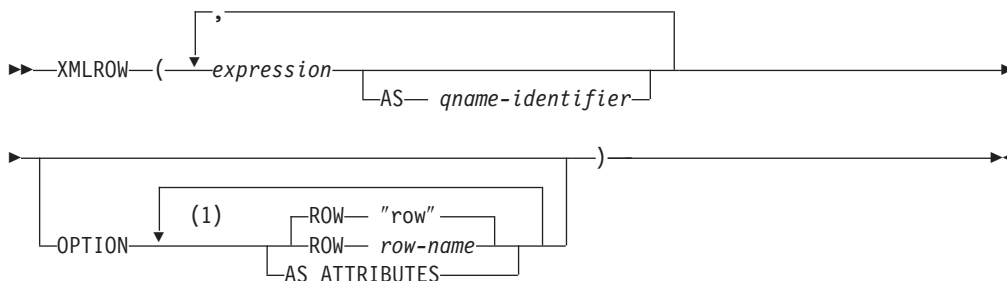 ,
XMLROW ( expression )
AS qname-identifier
)
OPTION (1) ROW "row"
ROW row-name
AS ATTRIBUTES